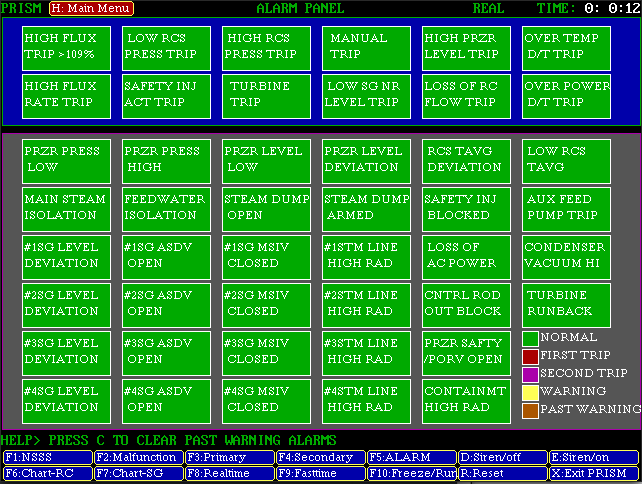 PRISM H: Main Menu ALARM PANEL REAL TIME: 0: 0:12
HIGH FLUX LOW RCS HIGH RCS MANUAL HIGH PRZR OVER TEMP
TRIP >109% PRESS TRIP PRESS TRIP TRIP LEVEL TRIP D/T TRIP
HIGH FLUX SAFETY INJ TURBINE LOW SG NR LOSS OF RC OVER POWER
RATE TRIP ACT TRIP TRIP LEVEL TRIP FLOW TRIP D/T TRIP
PRZR PRESS PRZR PRESS PRZR LEVEL PRZR LEVEL RCS TAVG LOW RCS
LOW HIGH LOW DEVIATION DEVIATION TAVG
MAIN STEAM FEEDWATER STEAM DUMP STEAM DUMP SAFETY INJ AUX FEED
ISOLATION ISOLATION OPEN ARMED BLOCKED PUMP TRIP
#1SG LEVEL #1SG ASDV #1SG MSIV #1STM LINE LOSS OF CONDENSER
DEVIATION OPEN CLOSED HIGH RAD AC POWER VACUUM HI
#2SG LEVEL #2SG ASDV #2SG MSIV #2STM LINE CNTRL ROD TURBINE
DEVIATION OPEN CLOSED HIGH RAD OUT BLOCK RUNBACK
#3SG LEVEL #3SG ASDV #3SG MSIV #3STM LINE PRZR SAFTY
DEVIATION OPEN CLOSED HIGH RAD /PORV OPEN
#4SG LEVEL #4SG ASDV #4SG MSIV #4STM LINE CONTAINMT
DEVIATION OPEN CLOSED HIGH RAD HIGH RAD
NORMAL
FIRST TRIP
SECOND TRIP
WARNING
PAST WARNING
HELP> PRESS C TO CLEAR PAST WARNING ALARMS
F1:NSSS F2:Malfunction F3:Primary F4:Secondary F5:ALARM D:Siren/off E:Siren/on
F6:Chart-RC F7:Chart-SG F8:Realtime F9:Fasttime F10:Freeze/Run R:Reset X:Exit PRISM